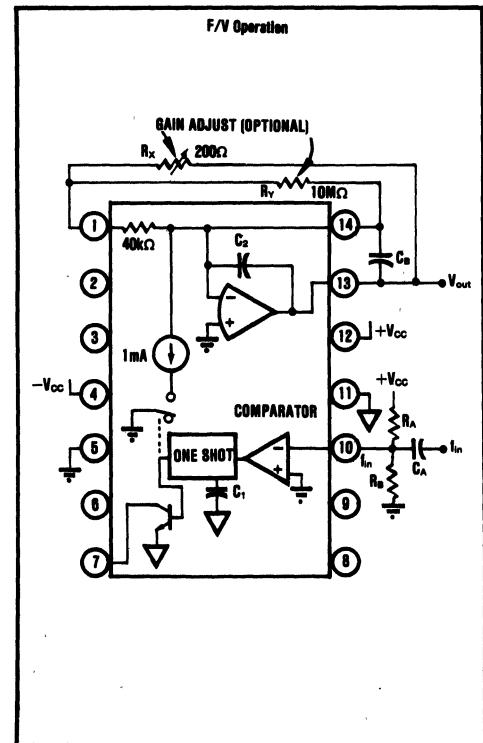 F/V Operation
GAIN ADJUST (OPTIONAL)
RX 200Ω
RY 10MΩ
1 40kΩ 14
C2 CB
2 13 Vout
3 12 +VCC
1mA
−VCC 4 11 +VCC
COMPARATOR RA
5 10 fin fin
ONE SHOT CA
C1 RB
6 9
7 8